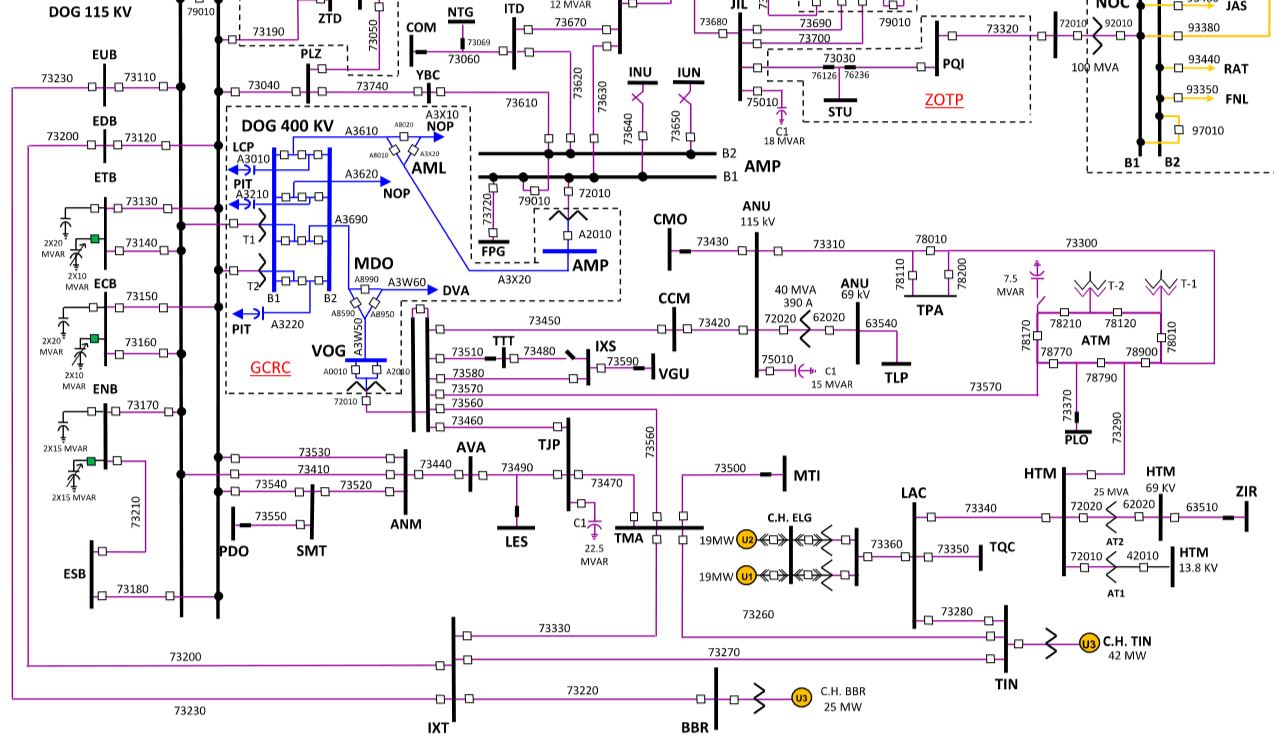 DOG 115 KV
79010
ZTD
73190
73050
PLZ
NTG
COM
73069
73060
ITD
12 MVAR
73670
73680
JIL
73690
73700
79010
73320
72010
NOC
92010
JAS
93380
100 MVA
93440
RAT
93350
FNL
97010
B1
B2
EUB
73230
73110
73040
73740
YBC
A3X10
73610
73620
73630
INU
IUN
73640
73650
75010
C1
18 MVAR
73030
76126
76236
STU
PQI
ZOTP
EDB
73200
73120
DOG 400 KV
A3610
A8020
NOP
A8010
A3X20
AML
LCP
A3010
PIT
A3210
A3620
NOP
B2
B1
AMP
73720
79010
72010
FPG
A2010
AMP
A3X20
ETB
73130
2X20
MVAR
73140
2X10
MVAR
T1
A3690
T2
B1
B2
MDO
A8990
A3W60
DVA
A8590
A8950
PIT
A3220
A3W50
VOG
A0010
GCRC
72010
ECB
73150
2X20
MVAR
73160
2X10
MVAR
CMO
73430
ANU
115 kV
73310
78010
78110
78200
TPA
73300
7.5
MVAR
T-2
T-1
78210
78120
78170
ATM
78010
78770
78900
78790
CCM
73450
73420
40 MVA
390 A
72020
62020
ANU
69 kV
63540
TLP
75010
C1
15 MVAR
73510
TTT
73480
IXS
73590
VGU
73580
73570
73570
73560
73460
TJP
73560
73370
PLO
73290
ENB
73170
2X15 MVAR
2X15 MVAR
73210
73530
73410
73540
73520
73550
PDO
SMT
ANM
73440
AVA
73490
LES
73470
C1
22.5
MVAR
TMA
73500
MTI
C.H. ELG
19MW
U2
19MW
U1
73360
LAC
73340
73350
TQC
HTM
25 MVA
72020
62020
AT2
HTM
69 KV
63510
ZIR
72010
42010
AT1
HTM
13.8 KV
ESB
73180
73260
73280
73330
73200
73270
TIN
U3
C.H. TIN
42 MW
73230
IXT
73220
BBR
U3
C.H. BBR
25 MW